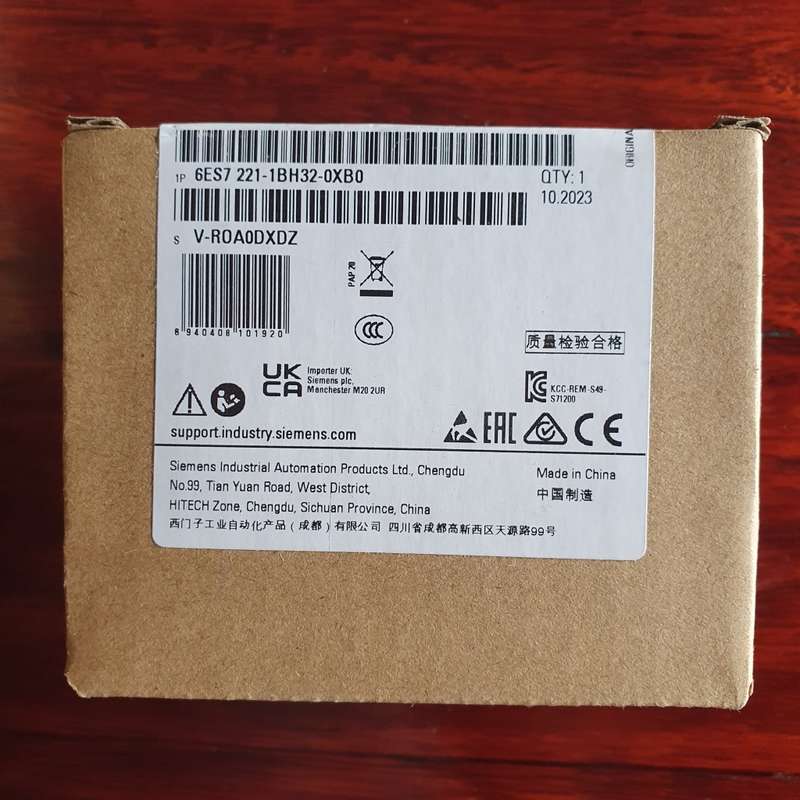 ORIGINA
1P 6ES7 221-1BH32-0XB0 QTY: 1
10.2023
S V-ROA0DXDZ
PAP 20
8 940408 101920
CCC
质量检验合格
UK CA
Importer UK:
Siemens plc,
Manchester M20 2UR
KCC-REM-S49-
S71200
support.industry.siemens.com
EAC CE
Siemens Industrial Automation Products Ltd., Chengdu
No.99, Tian Yuan Road, West District,
HITECH Zone, Chengdu, Sichuan Province, China
Made in China
中国制造
西门子工业自动化产品（成都）有限公司 四川省成都高新西区天源路99号